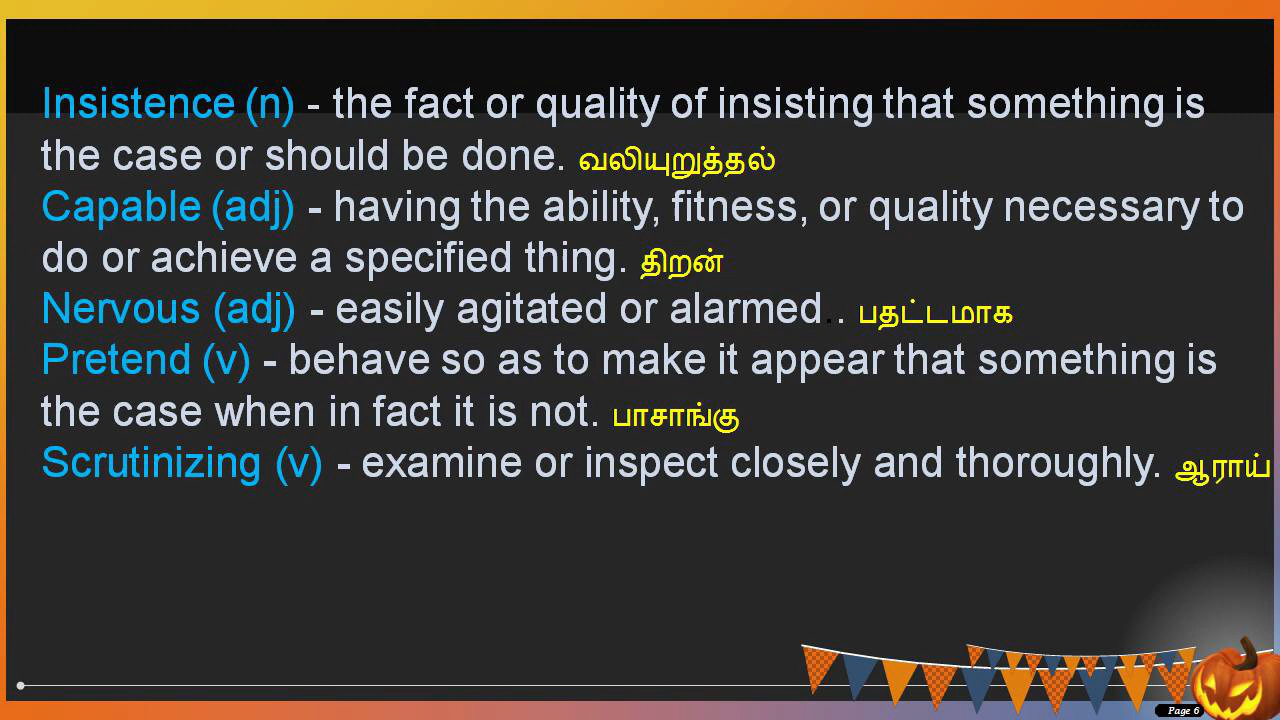 Insistence (n) - the fact or quality of insisting that something is
the case or should be done. வலியுறுத்தல்
Capable (adj) - having the ability, fitness, or quality necessary to
do or achieve a specified thing. திறன்
Nervous (adj) - easily agitated or alarmed.. பதட்டமாக
Pretend (v) - behave so as to make it appear that something is
the case when in fact it is not. பாசாங்கு
Scrutinizing (v) - examine or inspect closely and thoroughly. ஆராய்
Page 6